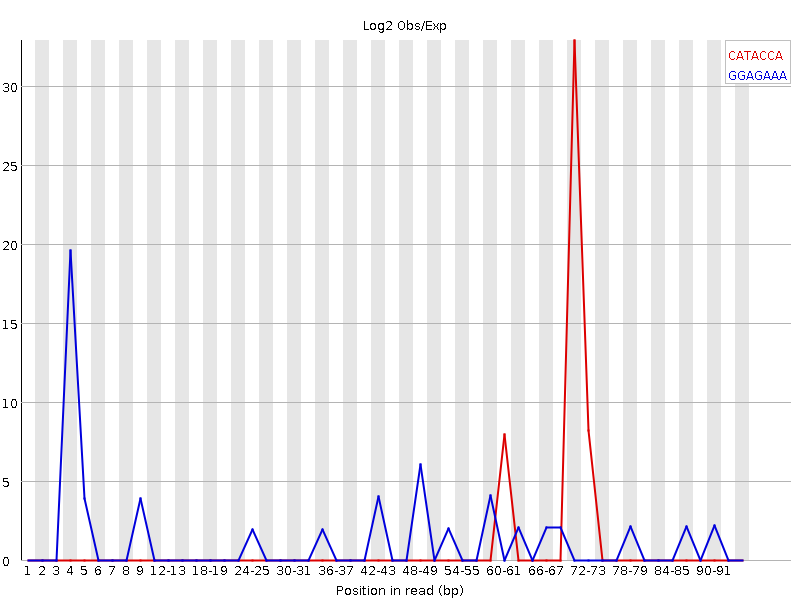 Log2 Obs/Exp
CATACCA
GGAGAAA
30
25
20
15
10
5
0
1 2 3 4 5 6 7 8 9 12-13 18-19 24-25 30-31 36-37 42-43 48-49 54-55 60-61 66-67 72-73 78-79 84-85 90-91
Position in read (bp)